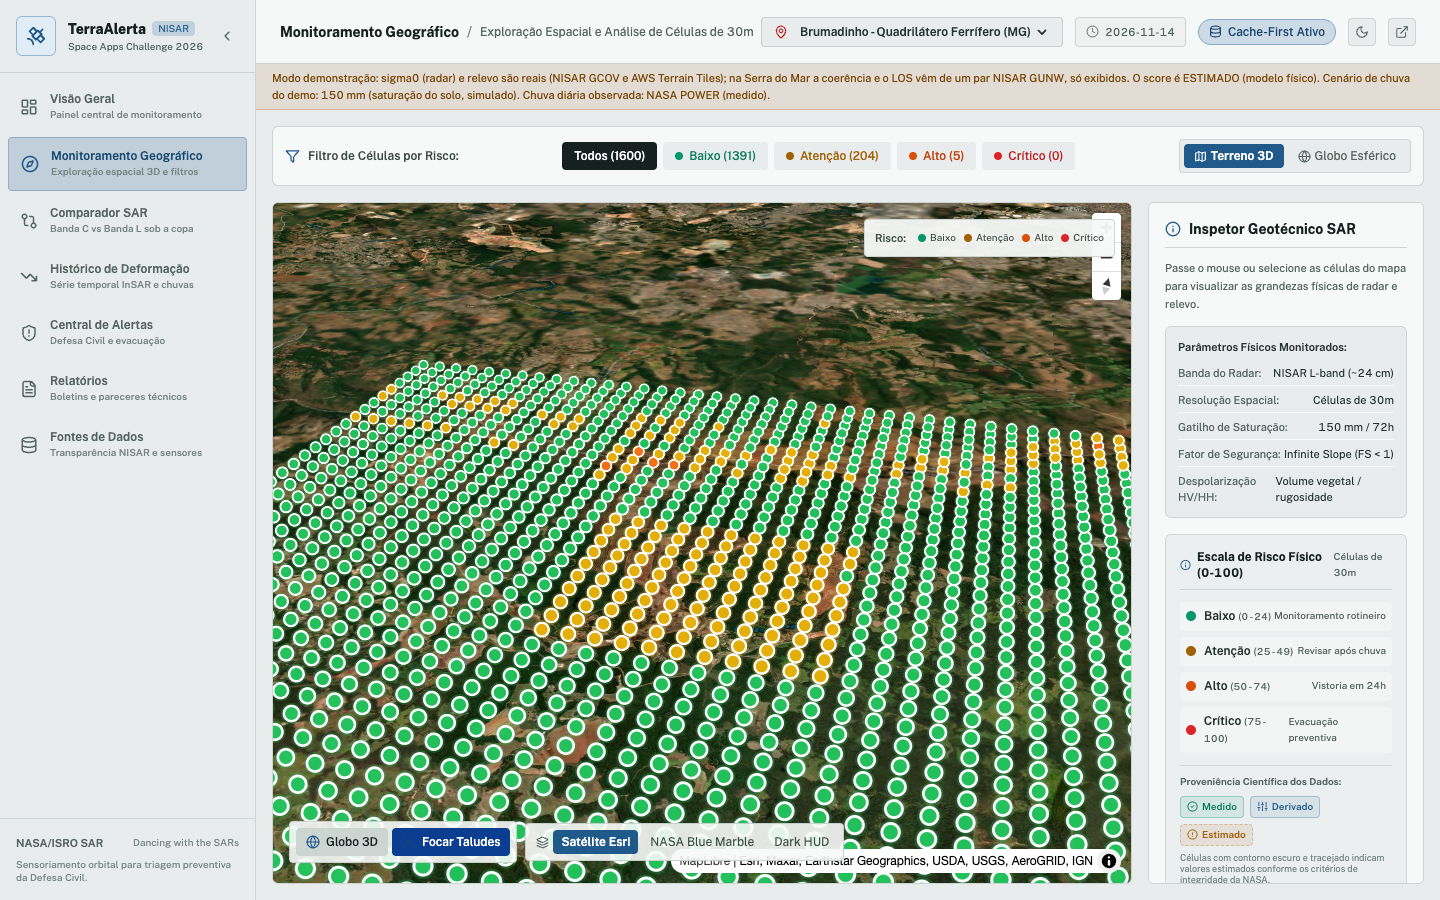 TerraAlerta NISAR
Space Apps Challenge 2026
Visão Geral
Painel central de monitoramento
Monitoramento Geográfico
Exploração espacial 3D e filtros
Comparador SAR
Banda C vs Banda L sob a copa
Histórico de Deformação
Série temporal InSAR e chuvas
Central de Alertas
Defesa Civil e evacuação
Relatórios
Boletins e pareceres técnicos
Fontes de Dados
Transparência NISAR e sensores
NASA/ISRO SAR Dancing with the SARs
Sensoriamento orbital para triagem preventiva
da Defesa Civil.
Monitoramento Geográfico / Exploração Espacial e Análise de Células de 30m
Brumadinho - Quadrilátero Ferrífero (MG)
2026-11-14
Cache-First Ativo
Modo demonstração: sigma0 (radar) e relevo são reais (NISAR GCOV e AWS Terrain Tiles); na Serra do Mar a coerência e o LOS vêm de um par NISAR GUNW, só exibidos. O score é ESTIMADO (modelo físico). Cenário de chuva
do demo: 150 mm (saturação do solo, simulado). Chuva diária observada: NASA POWER (medido).
Filtro de Células por Risco:
Todos (1600)
Baixo (1391)
Atenção (204)
Alto (5)
Crítico (0)
Terreno 3D
Globo Esférico
Risco: Baixo Atenção Alto Crítico
Globo 3D
Focar Taludes
Satélite Esri
NASA Blue Marble
Dark HUD
MapLibre | Esri, Maxar, Earthstar Geographics, USDA, USGS, AeroGRID, IGN
Inspetor Geotécnico SAR
Passe o mouse ou selecione as células do mapa
para visualizar as grandezas físicas de radar e
relevo.
Parâmetros Físicos Monitorados:
Banda do Radar: NISAR L-band (~24 cm)
Resolução Espacial: Células de 30m
Gatilho de Saturação: 150 mm / 72h
Fator de Segurança: Infinite Slope (FS < 1)
Despolarização Volume vegetal /
HV/HH: rugosidade
Escala de Risco Físico Células de
(0-100) 30m
Baixo (0-24) Monitoramento rotineiro
Atenção (25-49) Revisar após chuva
Alto (50-74) Vistoria em 24h
Crítico (75- Evacuação
100) preventiva
Proveniência Científica dos Dados:
Medido
Derivado
Estimado
Células com contorno escuro e tracejado indicam
valores estimados conforme os critérios de
integridade da NASA.